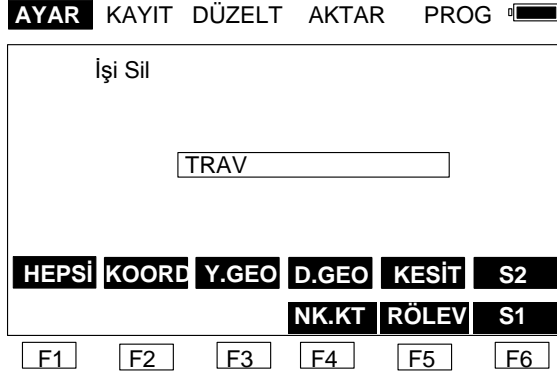 AYAR KAYIT DÜZELT AKTAR PROG
İşi Sil
TRAV
HEPSİ KOORD Y.GEO D.GEO KESİT S2
NK.KT RÖLEV S1
F1 F2 F3 F4 F5 F6